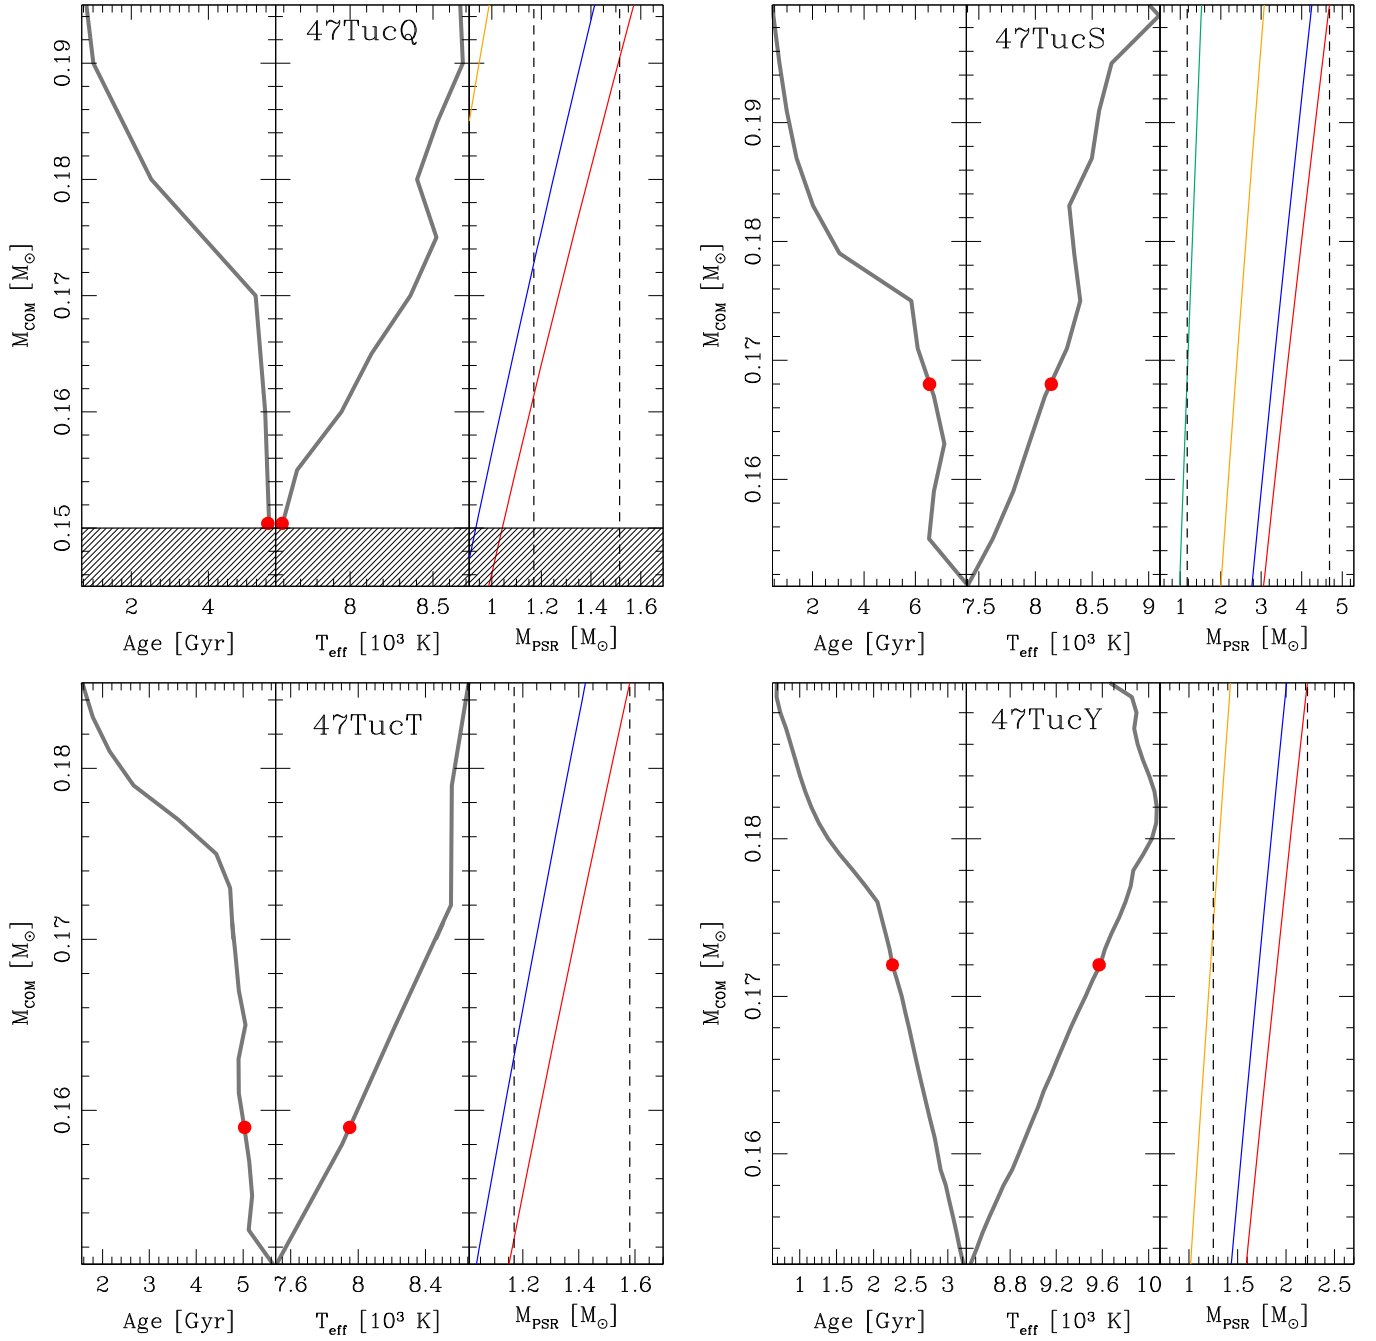 47TucQ
0.19
0.18
0.17
0.16
0.15
M_COM [M_⊙]
2 4 8 8.5 1 1.2 1.4 1.6
Age [Gyr] T_eff [10³ K] M_PSR [M_⊙]
47TucS
0.19
0.18
0.17
0.16
M_COM [M_⊙]
2 4 6 7.5 8 8.5 9 1 2 3 4 5
Age [Gyr] T_eff [10³ K] M_PSR [M_⊙]
47TucT
0.18
0.17
0.16
M_COM [M_⊙]
2 3 4 5 7.6 8 8.4 1.2 1.4 1.6
Age [Gyr] T_eff [10³ K] M_PSR [M_⊙]
47TucY
0.18
0.17
0.16
M_COM [M_⊙]
1 1.5 2 2.5 3 8.8 9.2 9.6 10 1 1.5 2 2.5
Age [Gyr] T_eff [10³ K] M_PSR [M_⊙]